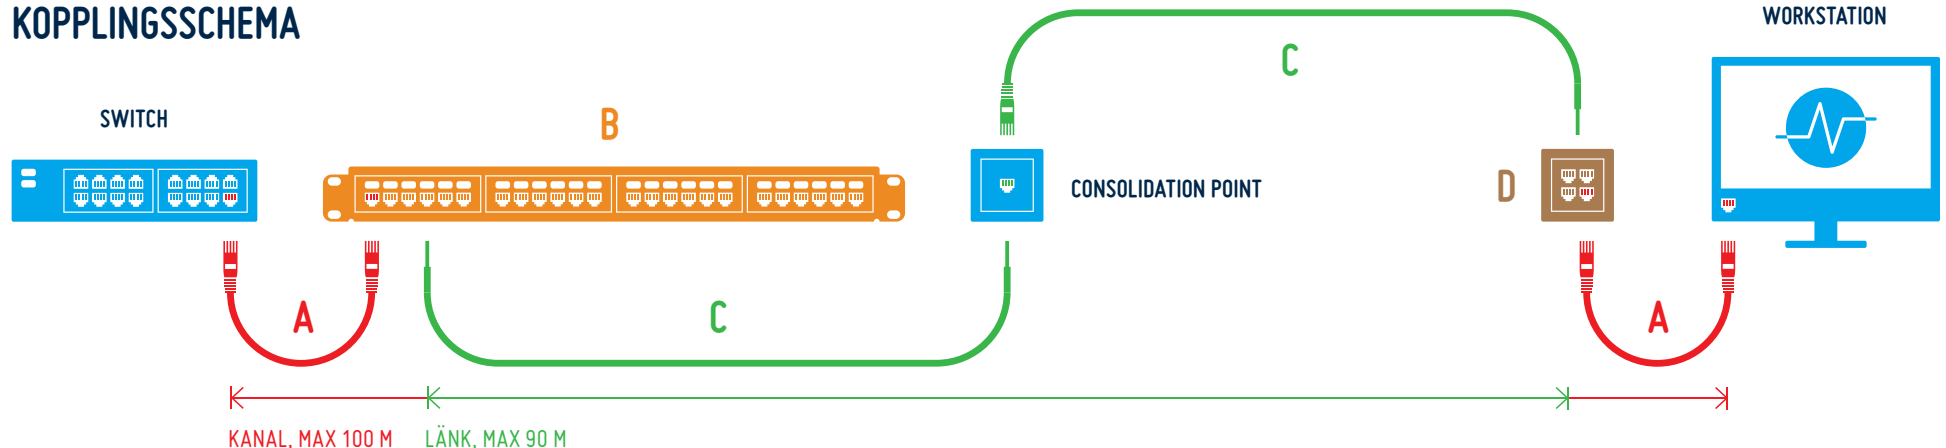 KOPPLINGSSCHEMA
WORKSTATION
C
SWITCH
B
CONSOLIDATION POINT
D
A
C
A
KANAL, MAX 100 M
LÄNK, MAX 90 M